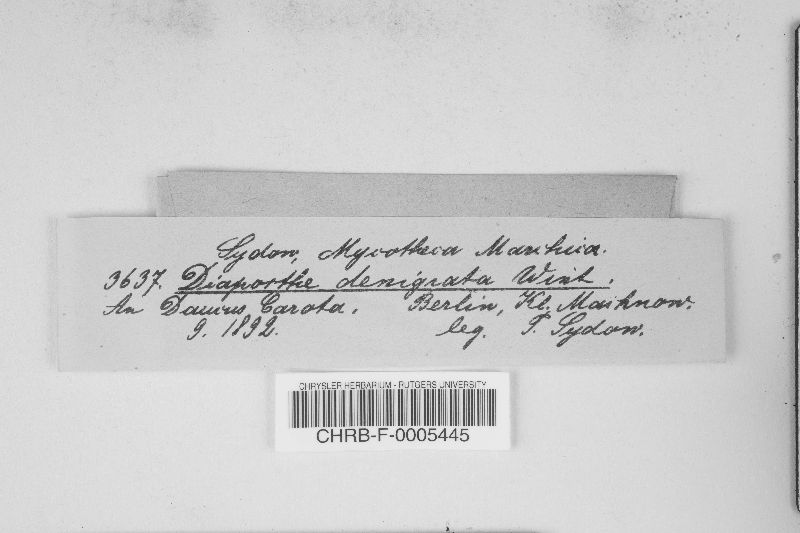 Sydow, Mycotheca Marchica.
3637. Diaporthe denigrata Wint.
An Daucus Carota. Berlin, Kl. Machnow.
9. 1892. leg. P. Sydow.
CHRYSLER HERBARIUM - RUTGERS UNIVERSITY
CHRB-F-0005445